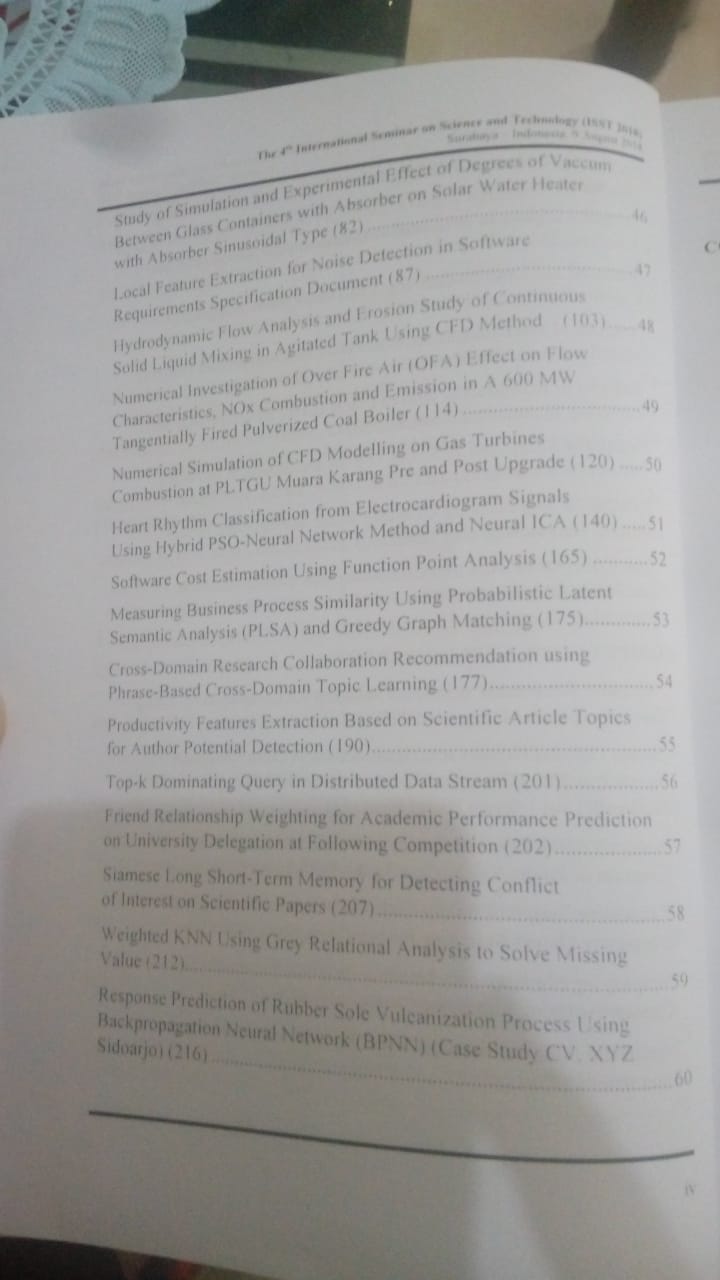 The 4th International Seminar on Science and Technology (ISST 2018)
Surabaya - Indonesia, 9 August 2018
Study of Simulation and Experimental Effect of Degrees of Vaccum
Between Glass Containers with Absorber on Solar Water Heater
with Absorber Sinusoidal Type (82) ........ 46
Local Feature Extraction for Noise Detection in Software
Requirements Specification Document (87) ........ 47
Hydrodynamic Flow Analysis and Erosion Study of Continuous
Solid Liquid Mixing in Agitated Tank Using CFD Method (103)......48
Numerical Investigation of Over Fire Air (OFA) Effect on Flow
Characteristics, NOx Combustion and Emission in A 600 MW
Tangentially Fired Pulverized Coal Boiler (114) ........ 49
Numerical Simulation of CFD Modelling on Gas Turbines
Combustion at PLTGU Muara Karang Pre and Post Upgrade (120) .....50
Heart Rhythm Classification from Electrocardiogram Signals
Using Hybrid PSO-Neural Network Method and Neural ICA (140) .....51
Software Cost Estimation Using Function Point Analysis (165) ...........52
Measuring Business Process Similarity Using Probabilistic Latent
Semantic Analysis (PLSA) and Greedy Graph Matching (175).............53
Cross-Domain Research Collaboration Recommendation using
Phrase-Based Cross-Domain Topic Learning (177)........ 54
Productivity Features Extraction Based on Scientific Article Topics
for Author Potential Detection (190)........ 55
Top-k Dominating Query in Distributed Data Stream (201)........ 56
Friend Relationship Weighting for Academic Performance Prediction
on University Delegation at Following Competition (202)........ 57
Siamese Long Short-Term Memory for Detecting Conflict
of Interest on Scientific Papers (207)........ 58
Weighted KNN Using Grey Relational Analysis to Solve Missing
Value (212)........ 59
Response Prediction of Rubber Sole Vulcanization Process Using
Backpropagation Neural Network (BPNN) (Case Study CV. XYZ
Sidoarjo) (216) ........ 60
iv